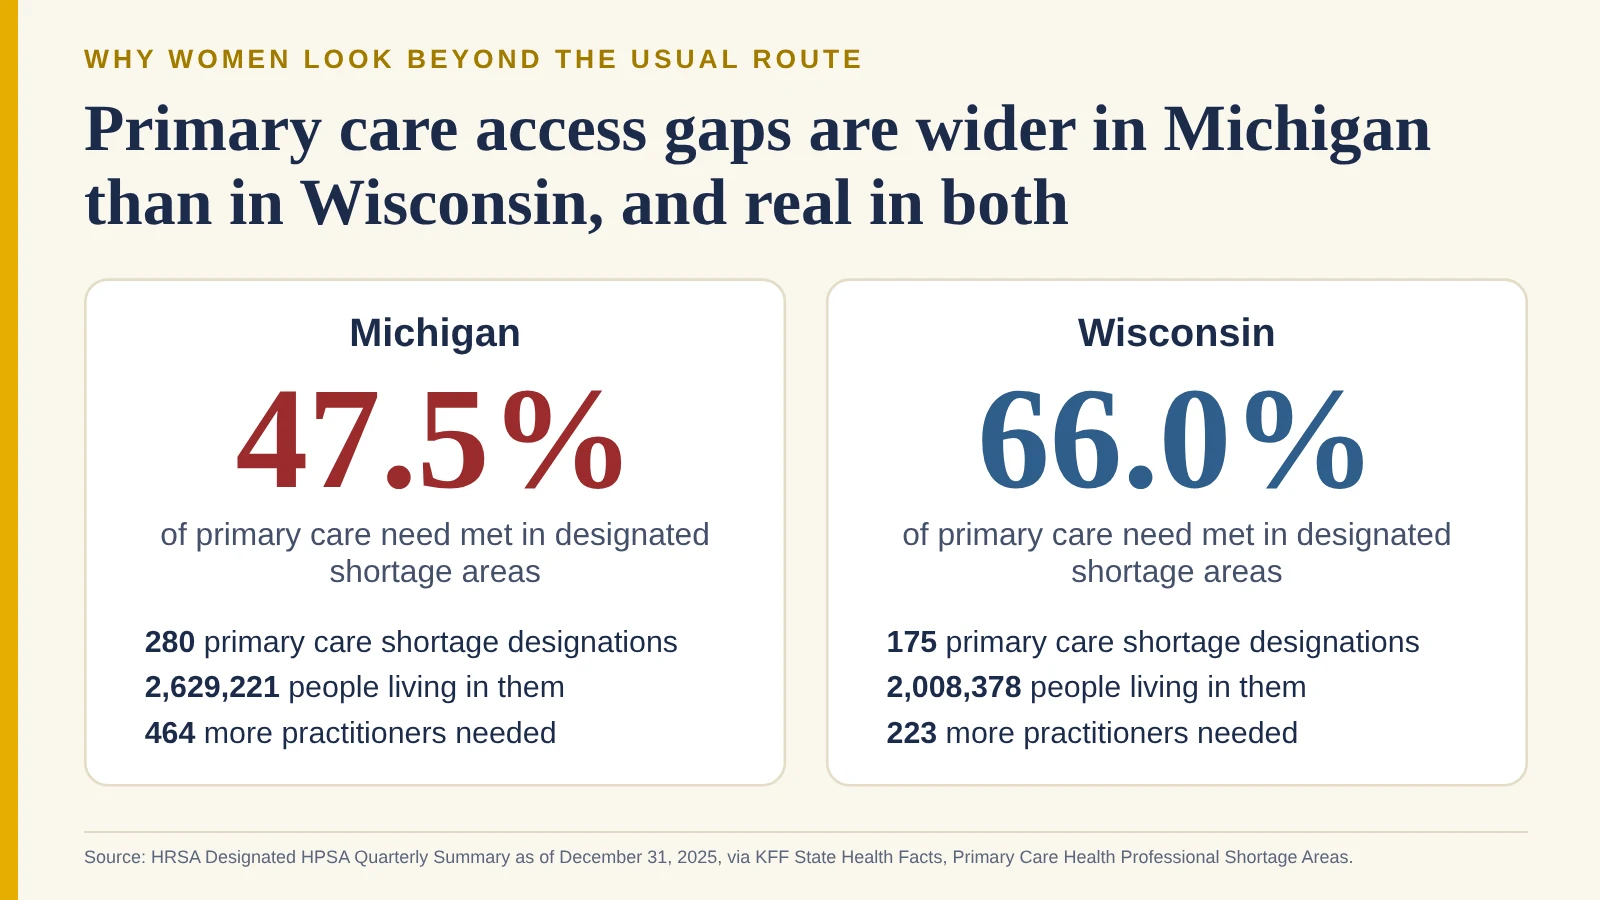 WHY WOMEN LOOK BEYOND THE USUAL ROUTE
Primary care access gaps are wider in Michigan
than in Wisconsin, and real in both
Michigan
47.5%
of primary care need met in designated
shortage areas
280 primary care shortage designations
2,629,221 people living in them
464 more practitioners needed
Wisconsin
66.0%
of primary care need met in designated
shortage areas
175 primary care shortage designations
2,008,378 people living in them
223 more practitioners needed
Source: HRSA Designated HPSA Quarterly Summary as of December 31, 2025, via KFF State Health Facts, Primary Care Health Professional Shortage Areas.